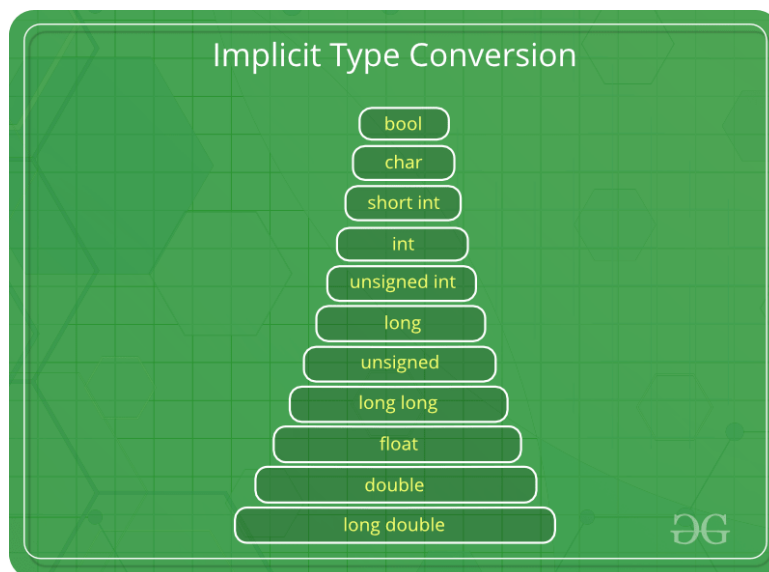 Implicit Type Conversion
bool
char
short int
int
unsigned int
long
unsigned
long long
float
double
long double